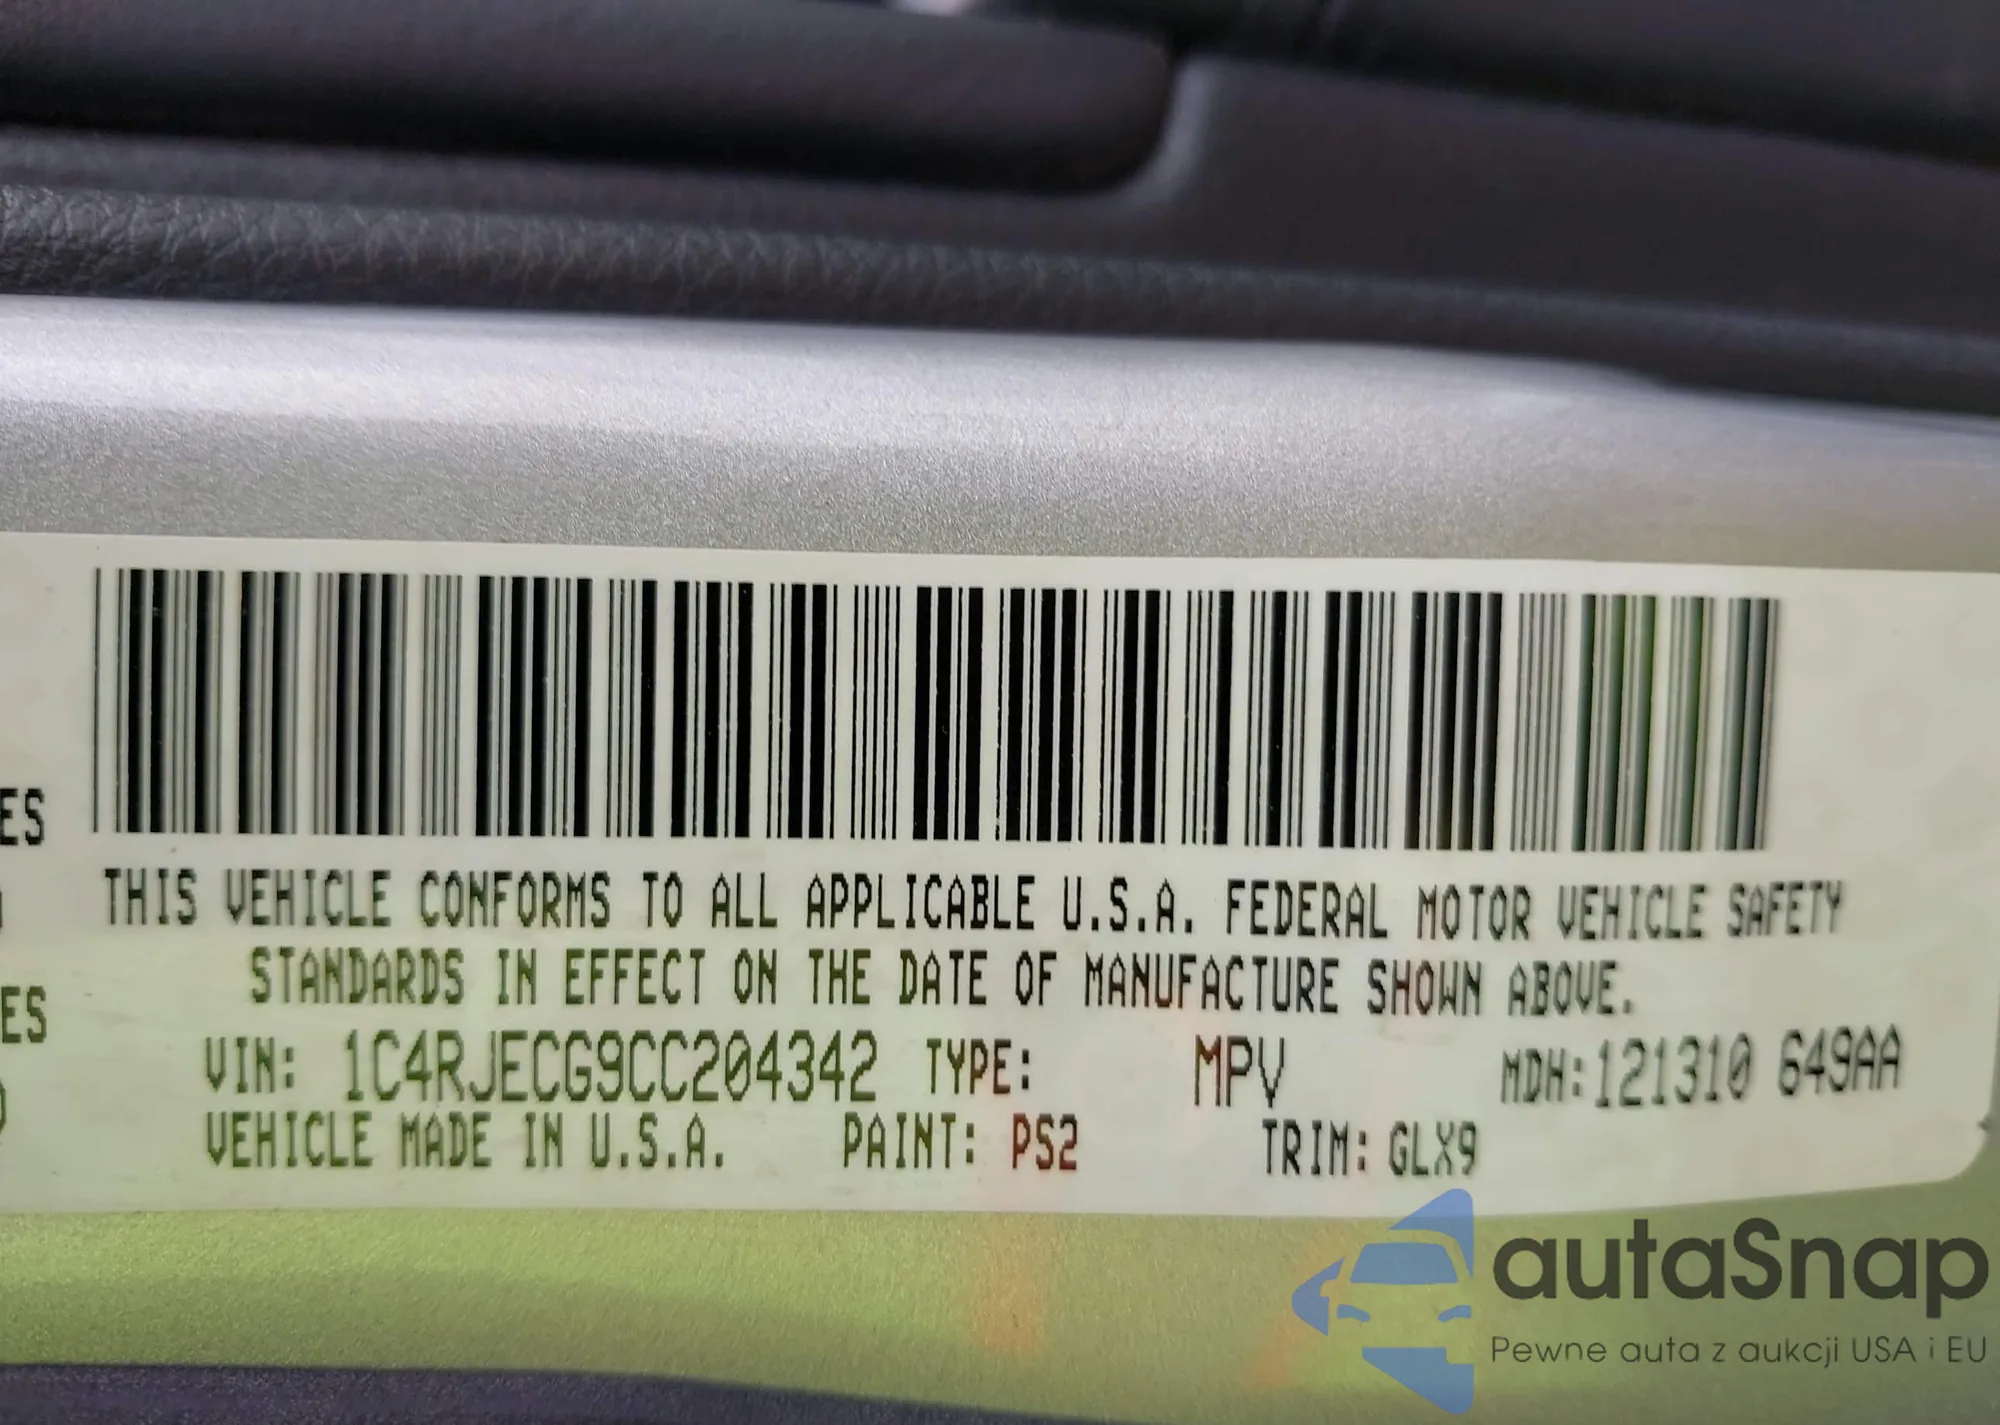 ES
THIS VEHICLE CONFORMS TO ALL APPLICABLE U.S.A. FEDERAL MOTOR VEHICLE SAFETY
STANDARDS IN EFFECT ON THE DATE OF MANUFACTURE SHOWN ABOVE.
ES
VIN: 1C4RJECG9CC204342 TYPE: MPV MDH:121310 649AA
VEHICLE MADE IN U.S.A. PAINT: PS2 TRIM: GLX9
autaSnap
Pewne auta z aukcji USA i EU